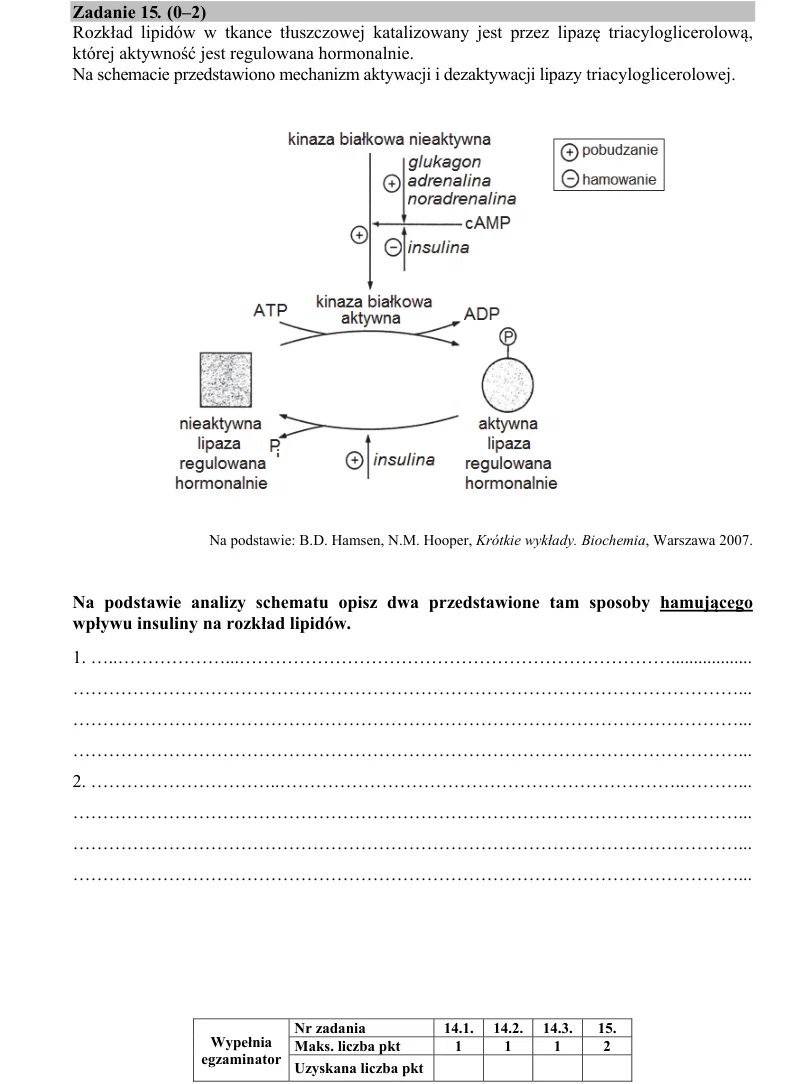 Zadanie 15. (0–2)
Rozkład lipidów w tkance tłuszczowej katalizowany jest przez lipazę triacyloglicerolową,
której aktywność jest regulowana hormonalnie.
Na schemacie przedstawiono mechanizm aktywacji i dezaktywacji lipazy triacyloglicerolowej.
kinaza białkowa nieaktywna
+ pobudzanie
− hamowanie
glukagon
+ adrenalina
noradrenalina
cAMP
+
− insulina
kinaza białkowa
aktywna
ATP
ADP
P
nieaktywna
lipaza
regulowana
hormonalnie
Pi
+ insulina
aktywna
lipaza
regulowana
hormonalnie
Na podstawie: B.D. Hamsen, N.M. Hooper, Krótkie wykłady. Biochemia, Warszawa 2007.
Na podstawie analizy schematu opisz dwa przedstawione tam sposoby hamującego
wpływu insuliny na rozkład lipidów.
1. …..………………...……………………………………………………………….................
……………………………………………………………………………………………………...
……………………………………………………………………………………………………...
……………………………………………………………………………………………………...
2. …………………………..…………………………………………………………..………...
……………………………………………………………………………………………………...
……………………………………………………………………………………………………...
……………………………………………………………………………………………………...
Wypełnia
egzaminator
Nr zadania 14.1. 14.2. 14.3. 15.
Maks. liczba pkt 1 1 1 2
Uzyskana liczba pkt